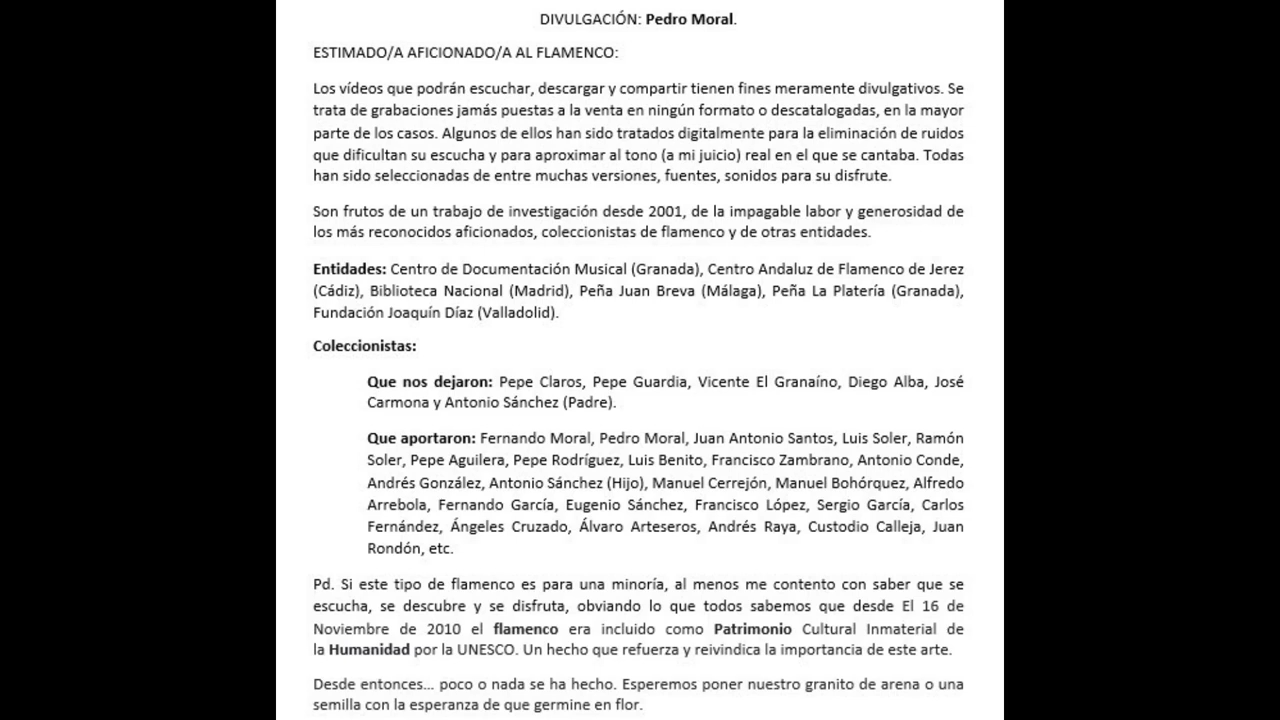 DIVULGACIÓN: Pedro Moral.
ESTIMADO/A AFICIONADO/A AL FLAMENCO:
Los vídeos que podrán escuchar, descargar y compartir tienen fines meramente divulgativos. Se
trata de grabaciones jamás puestas a la venta en ningún formato o descatalogadas, en la mayor
parte de los casos. Algunos de ellos han sido tratados digitalmente para la eliminación de ruidos
que dificultan su escucha y para aproximar al tono (a mi juicio) real en el que se cantaba. Todas
han sido seleccionadas de entre muchas versiones, fuentes, sonidos para su disfrute.
Son frutos de un trabajo de investigación desde 2001, de la impagable labor y generosidad de
los más reconocidos aficionados, coleccionistas de flamenco y de otras entidades.
Entidades: Centro de Documentación Musical (Granada), Centro Andaluz de Flamenco de Jerez
(Cádiz), Biblioteca Nacional (Madrid), Peña Juan Breva (Málaga), Peña La Platería (Granada),
Fundación Joaquín Díaz (Valladolid).
Coleccionistas:
Que nos dejaron: Pepe Claros, Pepe Guardia, Vicente El Granaíno, Diego Alba, José
Carmona y Antonio Sánchez (Padre).
Que aportaron: Fernando Moral, Pedro Moral, Juan Antonio Santos, Luis Soler, Ramón
Soler, Pepe Aguilera, Pepe Rodríguez, Luis Benito, Francisco Zambrano, Antonio Conde,
Andrés González, Antonio Sánchez (Hijo), Manuel Cerrejón, Manuel Bohórquez, Alfredo
Arrebola, Fernando García, Eugenio Sánchez, Francisco López, Sergio García, Carlos
Fernández, Ángeles Cruzado, Álvaro Arteseros, Andrés Raya, Custodio Calleja, Juan
Rondón, etc.
Pd. Si este tipo de flamenco es para una minoría, al menos me contento con saber que se
escucha, se descubre y se disfruta, obviando lo que todos sabemos que desde El 16 de
Noviembre de 2010 el flamenco era incluido como Patrimonio Cultural Inmaterial de
la Humanidad por la UNESCO. Un hecho que refuerza y reivindica la importancia de este arte.
Desde entonces... poco o nada se ha hecho. Esperemos poner nuestro granito de arena o una
semilla con la esperanza de que germine en flor.